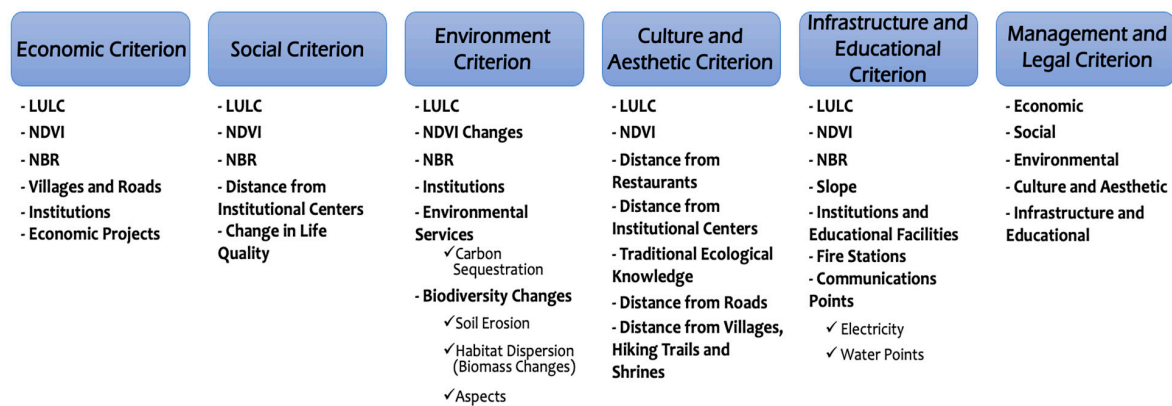 Economic Criterion
- LULC
- NDVI
- NBR
- Villages and Roads
- Institutions
- Economic Projects
Social Criterion
- LULC
- NDVI
- NBR
- Distance from
Institutional Centers
- Change in Life
Quality
Environment
Criterion
- LULC
- NDVI Changes
- NBR
- Institutions
- Environmental
Services
✓Carbon
Sequestration
- Biodiversity Changes
✓Soil Erosion
✓Habitat Dispersion
(Biomass Changes)
✓Aspects
Culture and
Aesthetic Criterion
- LULC
- NDVI
- Distance from
Restaurants
- Distance from
Institutional Centers
- Traditional Ecological
Knowledge
- Distance from Roads
- Distance from Villages,
Hiking Trails and
Shrines
Infrastructure and
Educational
Criterion
- LULC
- NDVI
- NBR
- Slope
- Institutions and
Educational Facilities
- Fire Stations
- Communications
Points
✓ Electricity
✓ Water Points
Management and
Legal Criterion
- Economic
- Social
- Environmental
- Culture and Aesthetic
- Infrastructure and
Educational